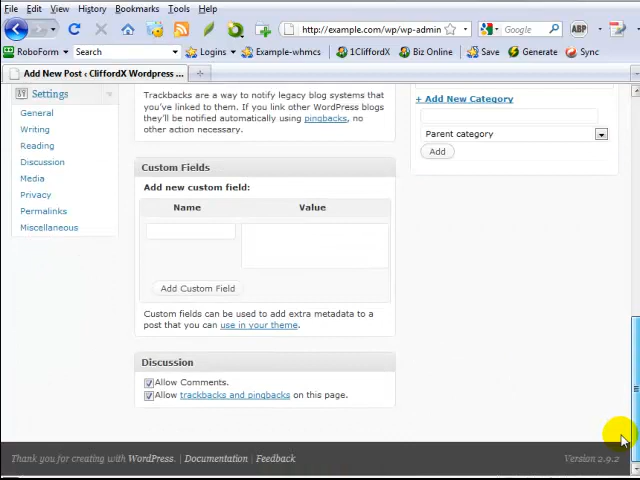 File Edit View History Bookmarks Tools Help
http://example.com/wp/wp-admin
Google
ABP
RoboForm Search Logins Example-whmcs 1CliffordX Biz Online Save Generate Sync
Add New Post ‹ CliffordX Wordpress ...
Settings
General
Writing
Reading
Discussion
Media
Privacy
Permalinks
Miscellaneous
Trackbacks are a way to notify legacy blog systems that
you've linked to them. If you link other WordPress blogs
they'll be notified automatically using pingbacks, no
other action necessary.
Custom Fields
Add new custom field:
Name Value
Add Custom Field
Custom fields can be used to add extra metadata to a
post that you can use in your theme.
Discussion
Allow Comments.
Allow trackbacks and pingbacks on this page.
+ Add New Category
Parent category
Add
Thank you for creating with WordPress. | Documentation | Feedback
Version 2.9.2